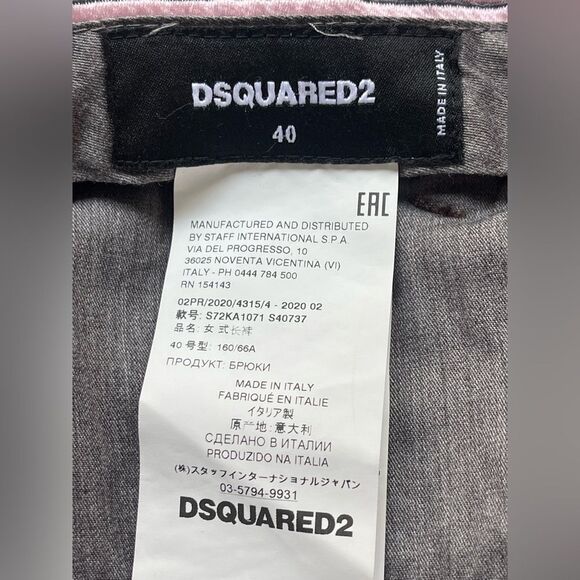 DSQUARED2
40
MADE IN ITALY
EAC
MANUFACTURED AND DISTRIBUTED
BY STAFF INTERNATIONAL S.P.A
VIA DEL PROGRESSO, 10
36025 NOVENTA VICENTINA (VI)
ITALY - PH 0444 784 500
RN 154143
02PR/2020/4315/4 - 2020 02
款号: S72KA1071 S40737
品名: 女式长裤
40 号型: 160/66A
ПРОДУКТ: БРЮКИ
MADE IN ITALY
FABRIQUÉ EN ITALIE
イタリア製
原产地: 意大利
СДЕЛАНО В ИТАЛИИ
PRODUZIDO NA ITALIA
(株)スタッフインターナショナルジャパン
03-5794-9931
DSQUARED2